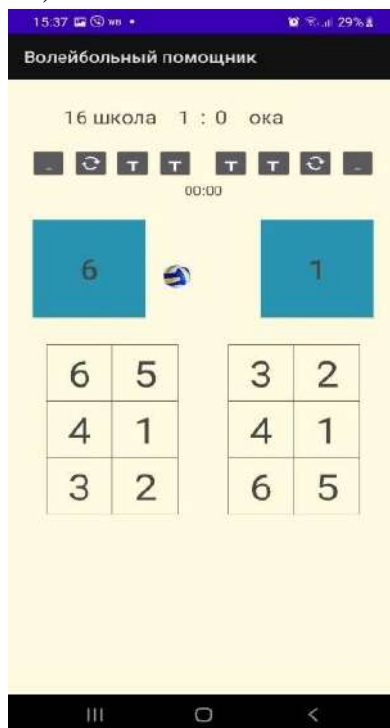 15:37 WB • 29%
Волейбольный помощник
16 школа 1 : 0 ока
- T T T T -
00:00
6 1
6 5 3 2
4 1 4 1
3 2 6 5